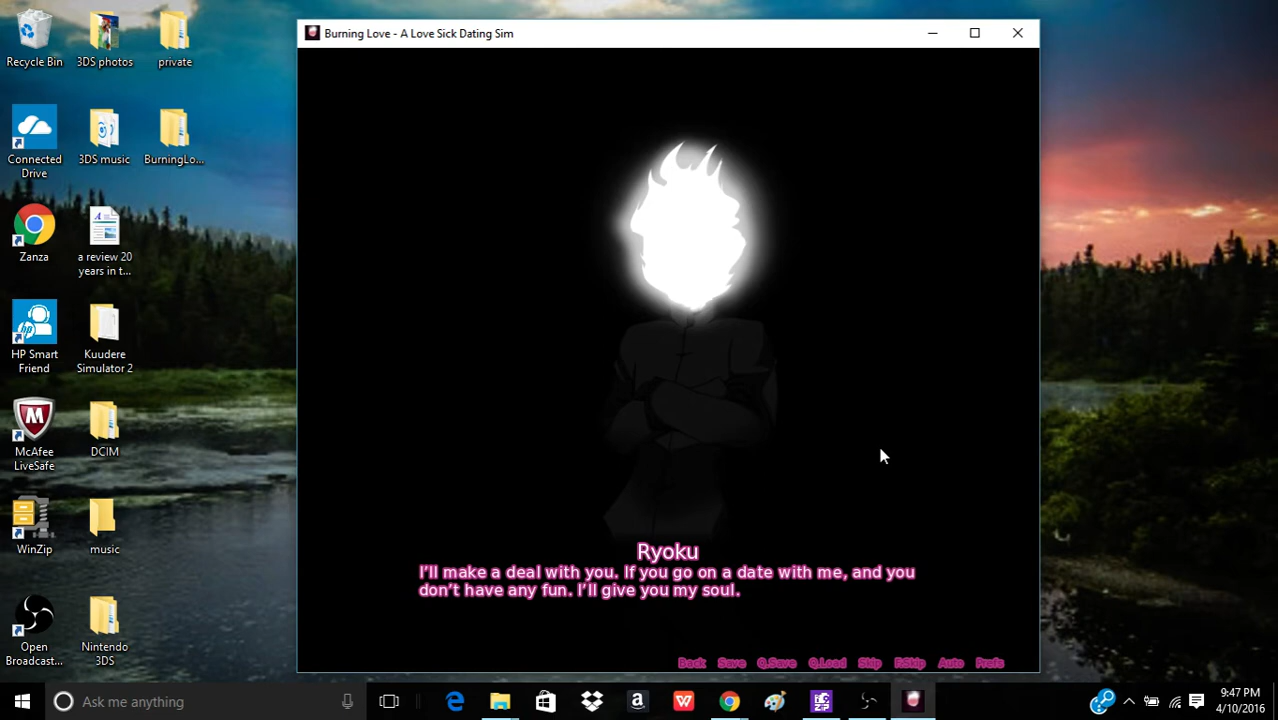 Burning Love - A Love Sick Dating Sim
Recycle Bin
3DS photos
private
Connected
Drive
3DS music
BurningLo...
Zanza
a review 20
years in t...
HP Smart
Friend
Kuudere
Simulator 2
McAfee
LiveSafe
DCIM
WinZip
music
Open
Broadcast...
Nintendo
3DS
Ryoku
I'll make a deal with you. If you go on a date with me, and you
don't have any fun. I'll give you my soul.
Back Save Q.Save Q.Load Skip F.Skip Auto Prefs
Ask me anything
9:47 PM
4/10/2016